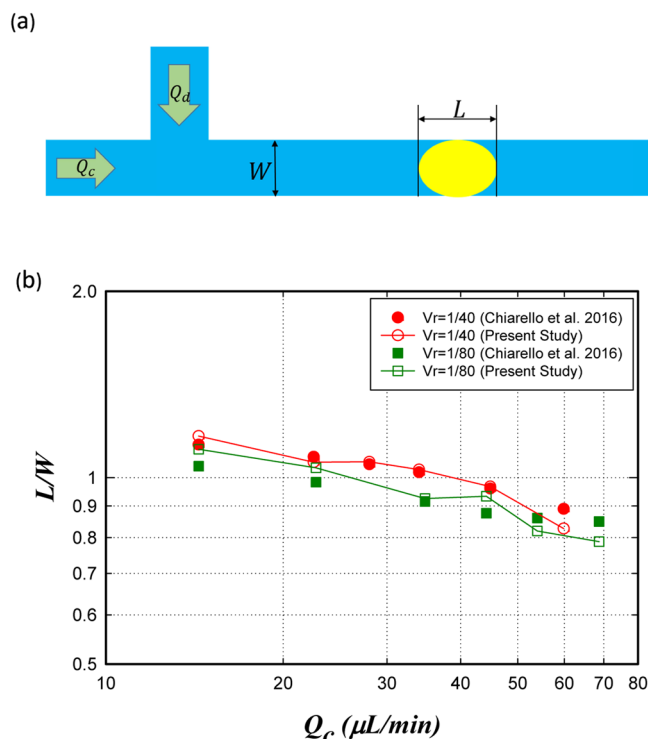 (a)
Q_d
L
Q_c
W
(b)
2.0
Vr=1/40 (Chiarello et al. 2016)
Vr=1/40 (Present Study)
Vr=1/80 (Chiarello et al. 2016)
Vr=1/80 (Present Study)
L/W
1
0.9
0.8
0.7
0.6
0.5
10
20
30
40
50
60
70
80
Q_c (μL/min)